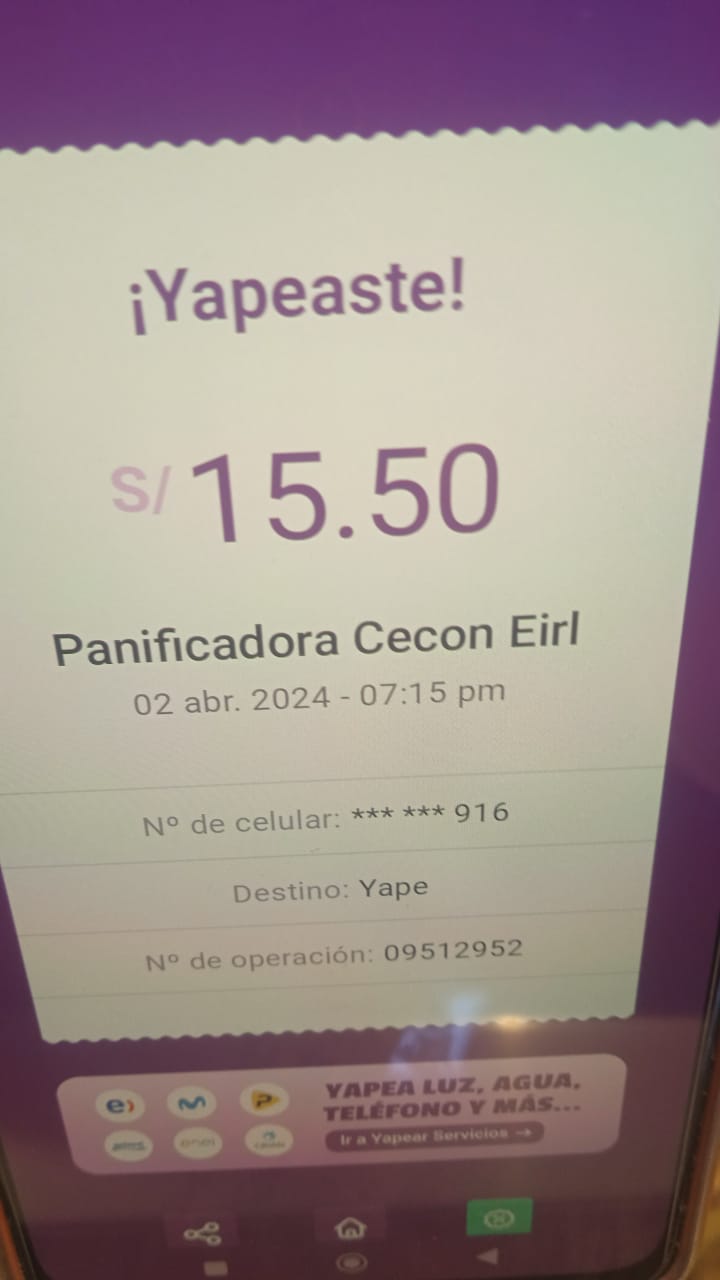 ¡Yapeaste!
S/ 15.50
Panificadora Cecon Eirl
02 abr. 2024 - 07:15 pm
Nº de celular: *** *** 916
Destino: Yape
Nº de operación: 09512952
YAPEA LUZ, AGUA,
TELÉFONO Y MÁS...
Ir a Yapear Servicios →